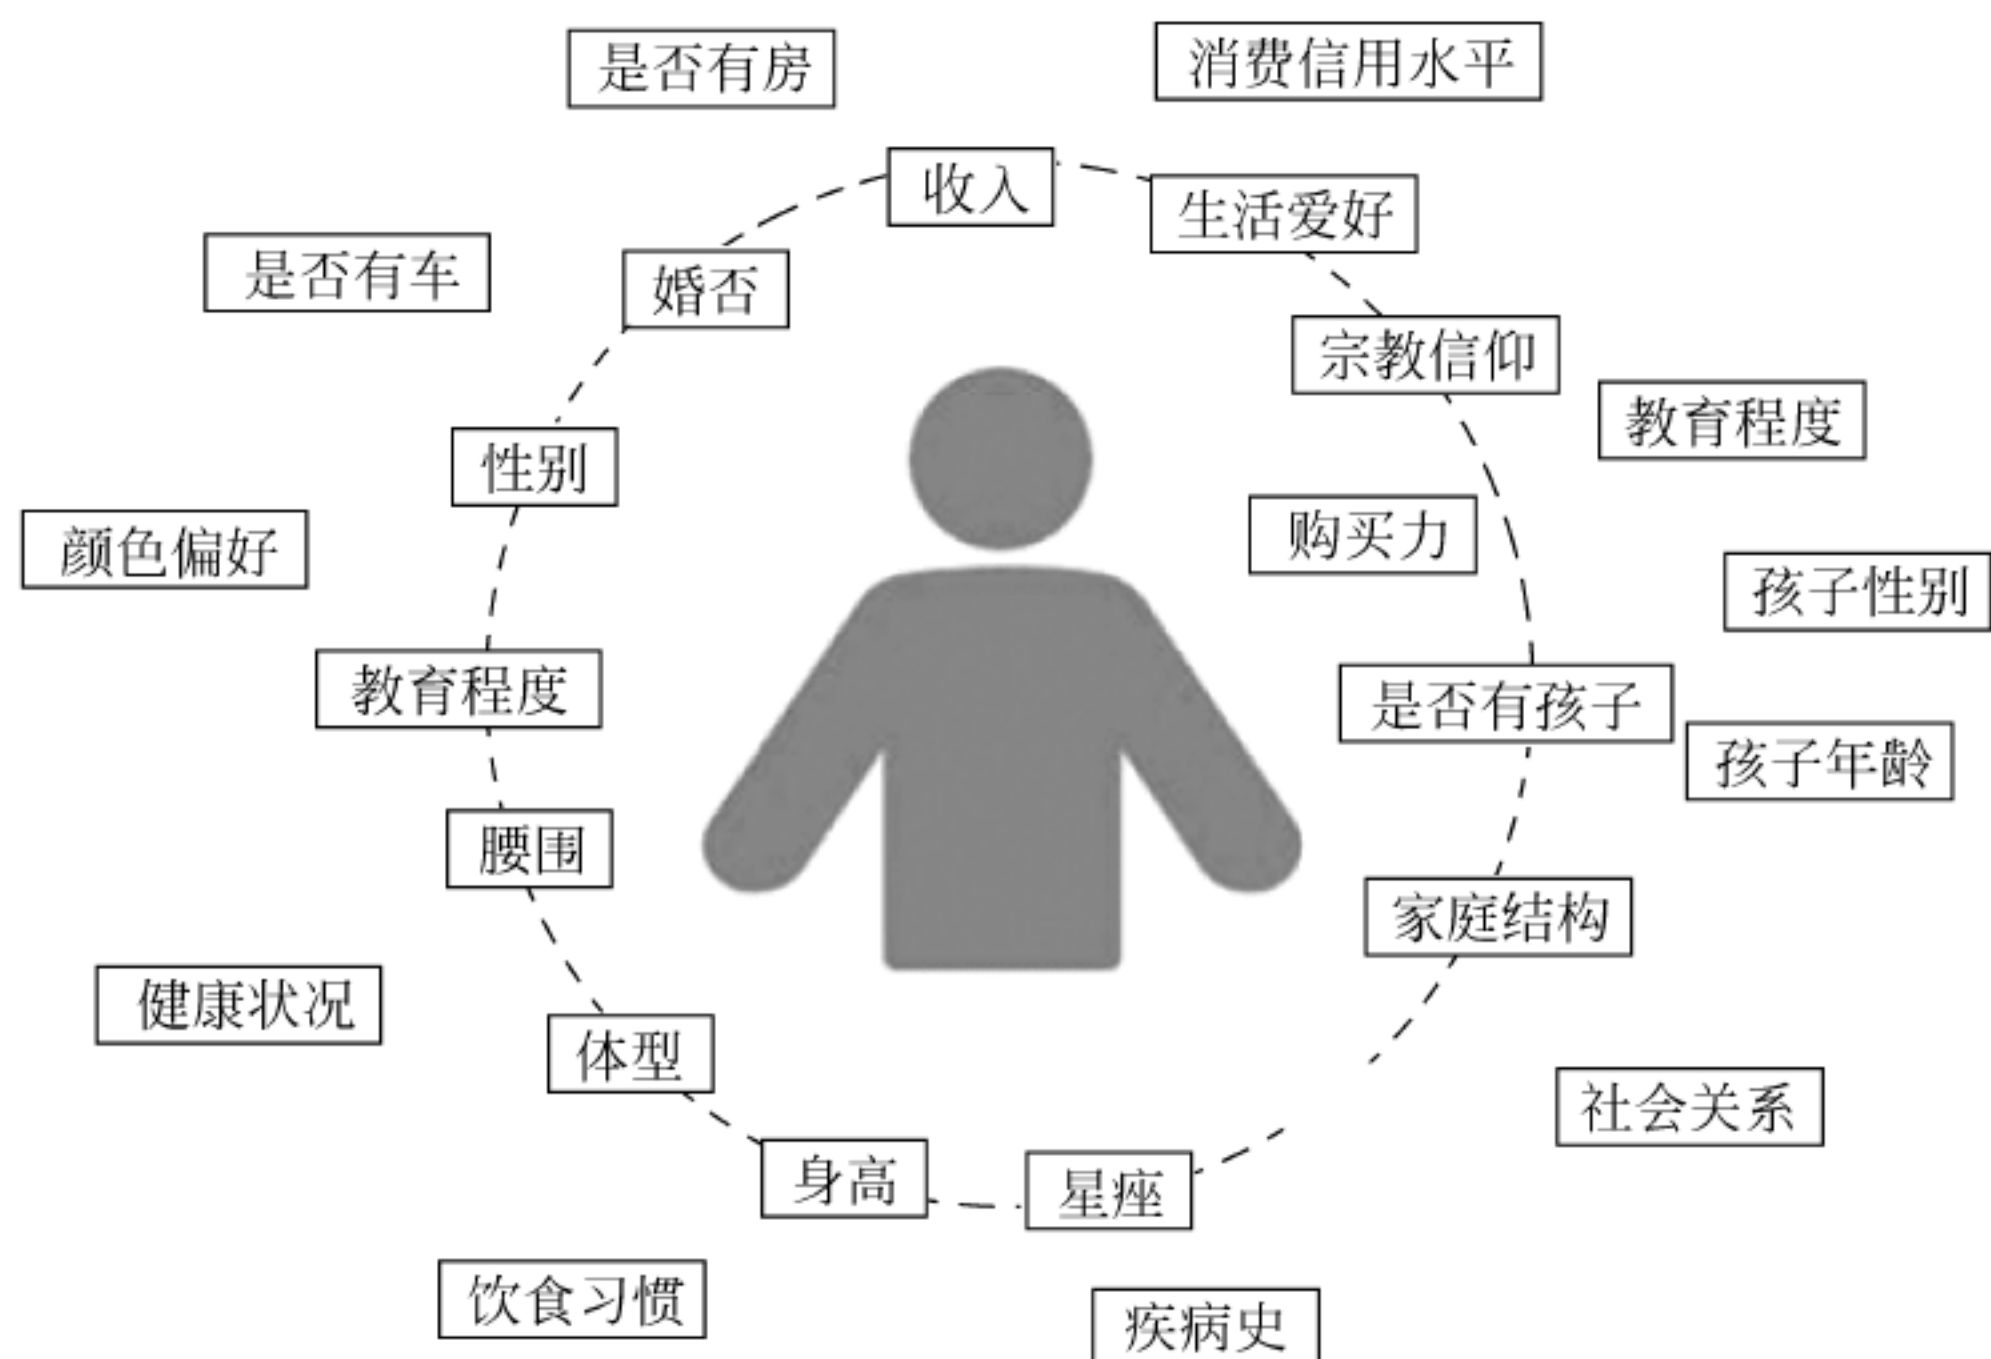 是否有房
消费信用水平
收入
生活爱好
是否有车
婚否
宗教信仰
教育程度
性别
购买力
颜色偏好
孩子性别
教育程度
是否有孩子
孩子年龄
腰围
家庭结构
健康状况
体型
社会关系
身高
星痤
饮食习惯
疾病史